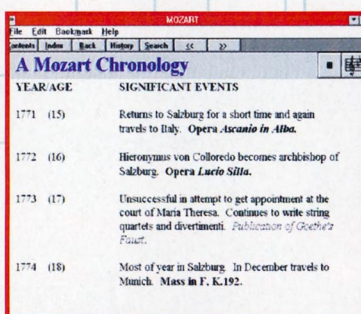 MOZART
File Edit Bookmark Help
Contents Index Back History Search << >>
A Mozart Chronology
YEAR/AGE SIGNIFICANT EVENTS
1771 (15) Returns to Salzburg for a short time and again
travels to Italy. Opera Ascanio in Alba.
1772 (16) Hieronymus von Colloredo becomes archbishop of
Salzburg. Opera Lucio Silla.
1773 (17) Unsuccessful in attempt to get appointment at the
court of Maria Theresa. Continues to write string
quartets and divertimenti. Publication of Goethe's
Faust.
1774 (18) Most of year in Salzburg. In December travels to
Munich. Mass in F, K.192.